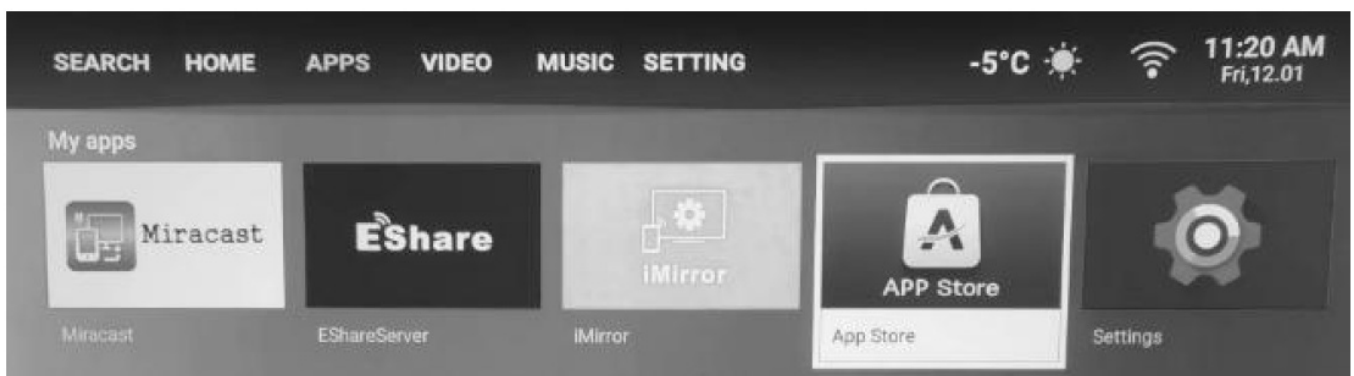 SEARCH HOME APPS VIDEO MUSIC SETTING -5°C 11:20 AM
Fri,12.01
My apps
Miracast EShare iMirror A APP Store
Miracast EShareServer iMirror App Store Settings